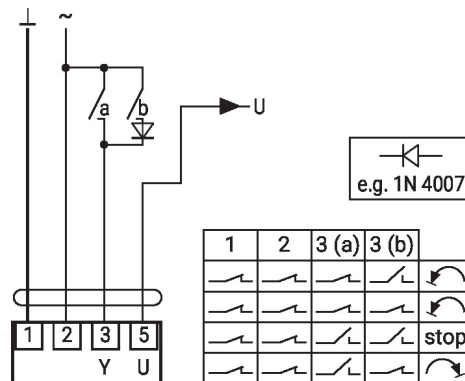 ⊥ ~
a b
U
e.g. 1N 4007
1 2 3 (a) 3 (b)
stop
1 2 3 5
Y U